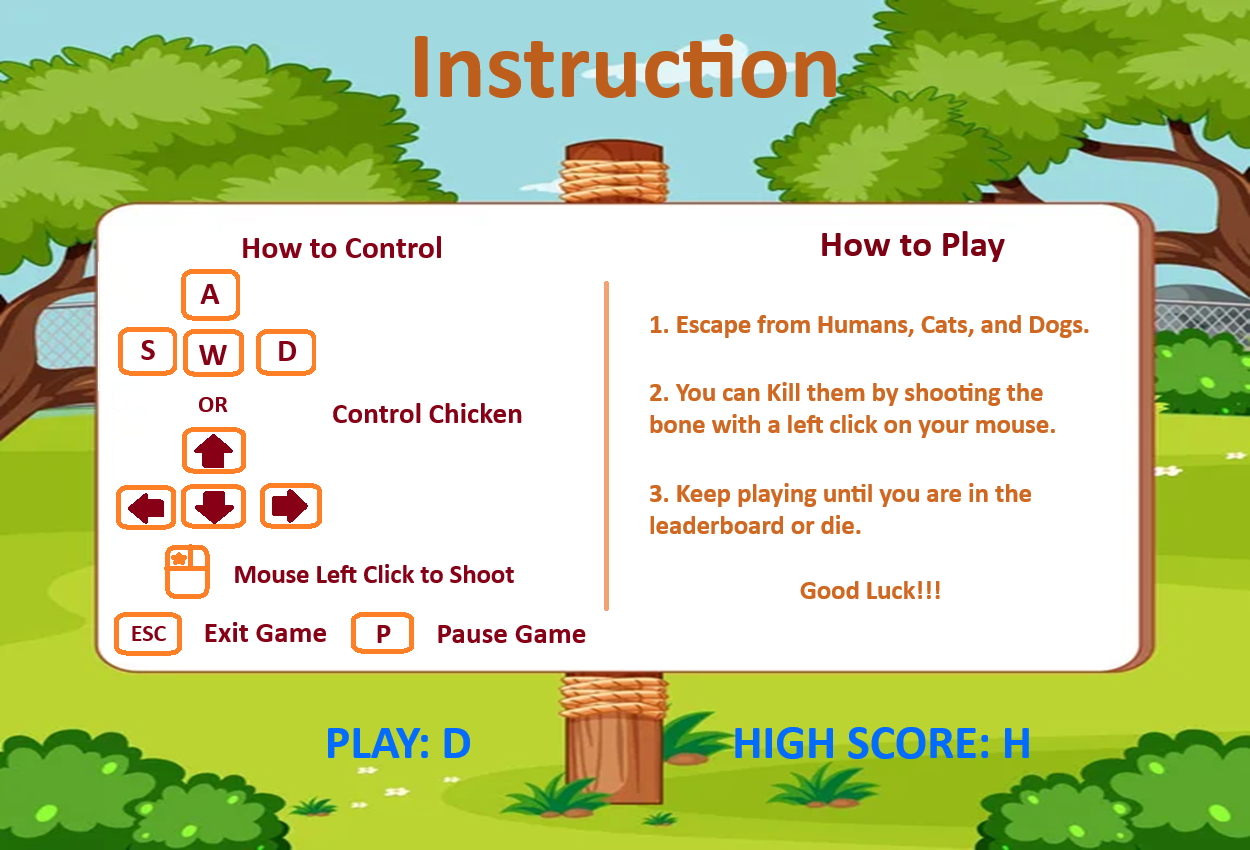 Instruction
How to Control
A
S W D
OR
Control Chicken
Mouse Left Click to Shoot
ESC Exit Game P Pause Game
How to Play
1. Escape from Humans, Cats, and Dogs.
2. You can Kill them by shooting the
bone with a left click on your mouse.
3. Keep playing until you are in the
leaderboard or die.
Good Luck!!!
PLAY: D
HIGH SCORE: H